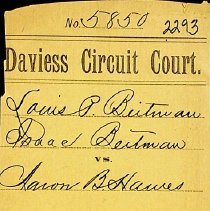 No. 5850 2293
Daviess Circuit Court.
Louis P. Beitman
Isaac Beitman
vs.
Aaron B Hawes